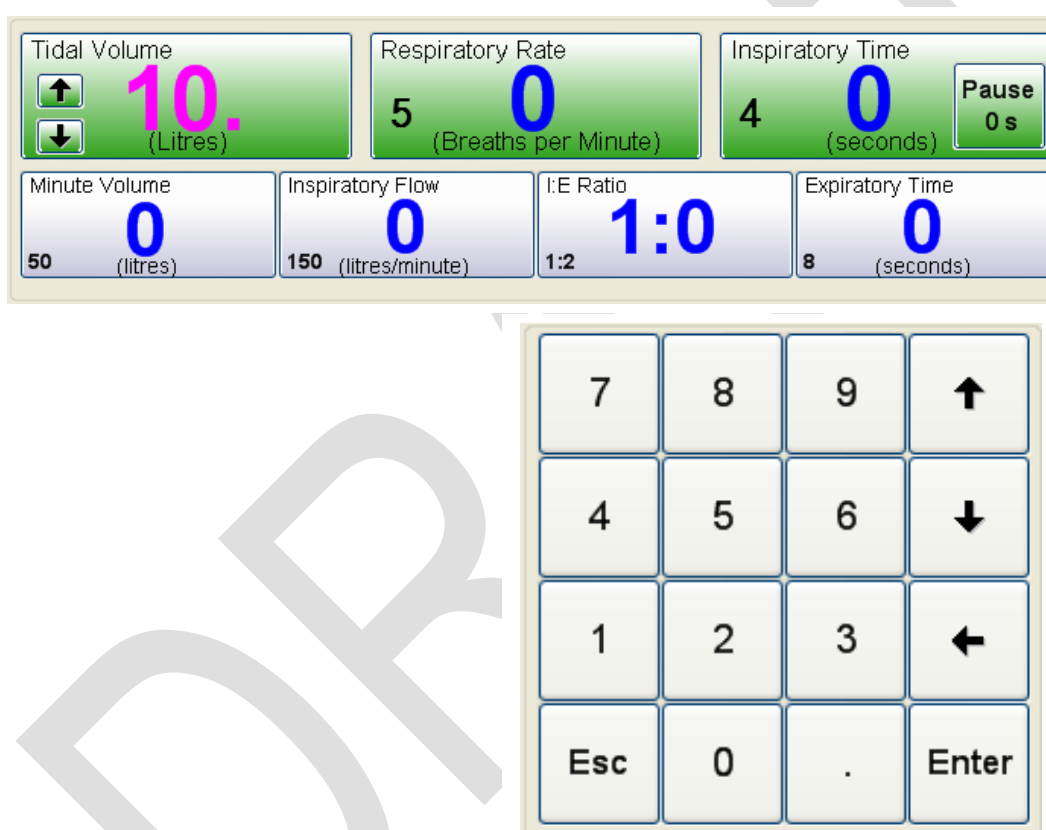 Tidal Volume
10.
(Litres)
Respiratory Rate
5
0
(Breaths per Minute)
Inspiratory Time
4
0
(seconds)
Pause
0 s
Minute Volume
0
50
(litres)
Inspiratory Flow
0
150
(litres/minute)
I:E Ratio
1:0
1:2
Expiratory Time
0
8
(seconds)
7 8 9 ↑
4 5 6 ↓
1 2 3 ←
Esc 0 . Enter